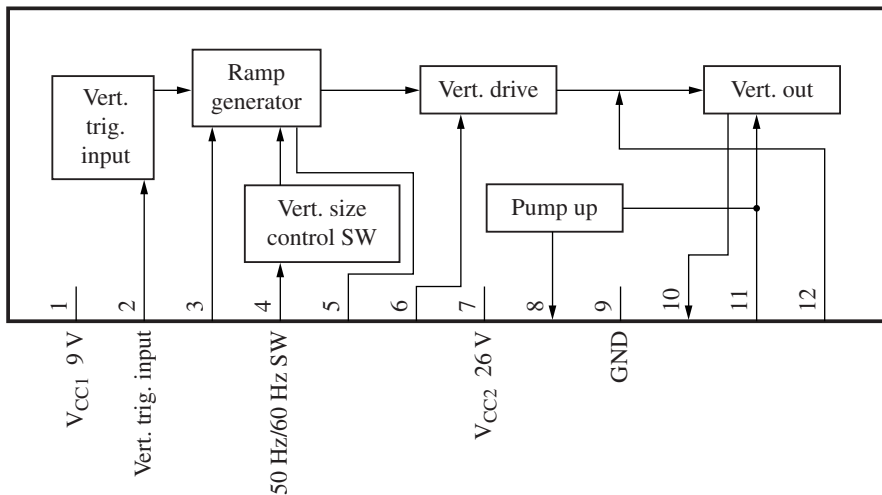 Vert.
trig.
input
Ramp
generator
Vert. drive
Vert. out
Vert. size
control SW
Pump up
1
2
3
4
5
6
7
8
9
10
11
12
VCC1 9 V
Vert. trig. input
50 Hz/60 Hz SW
VCC2 26 V
GND